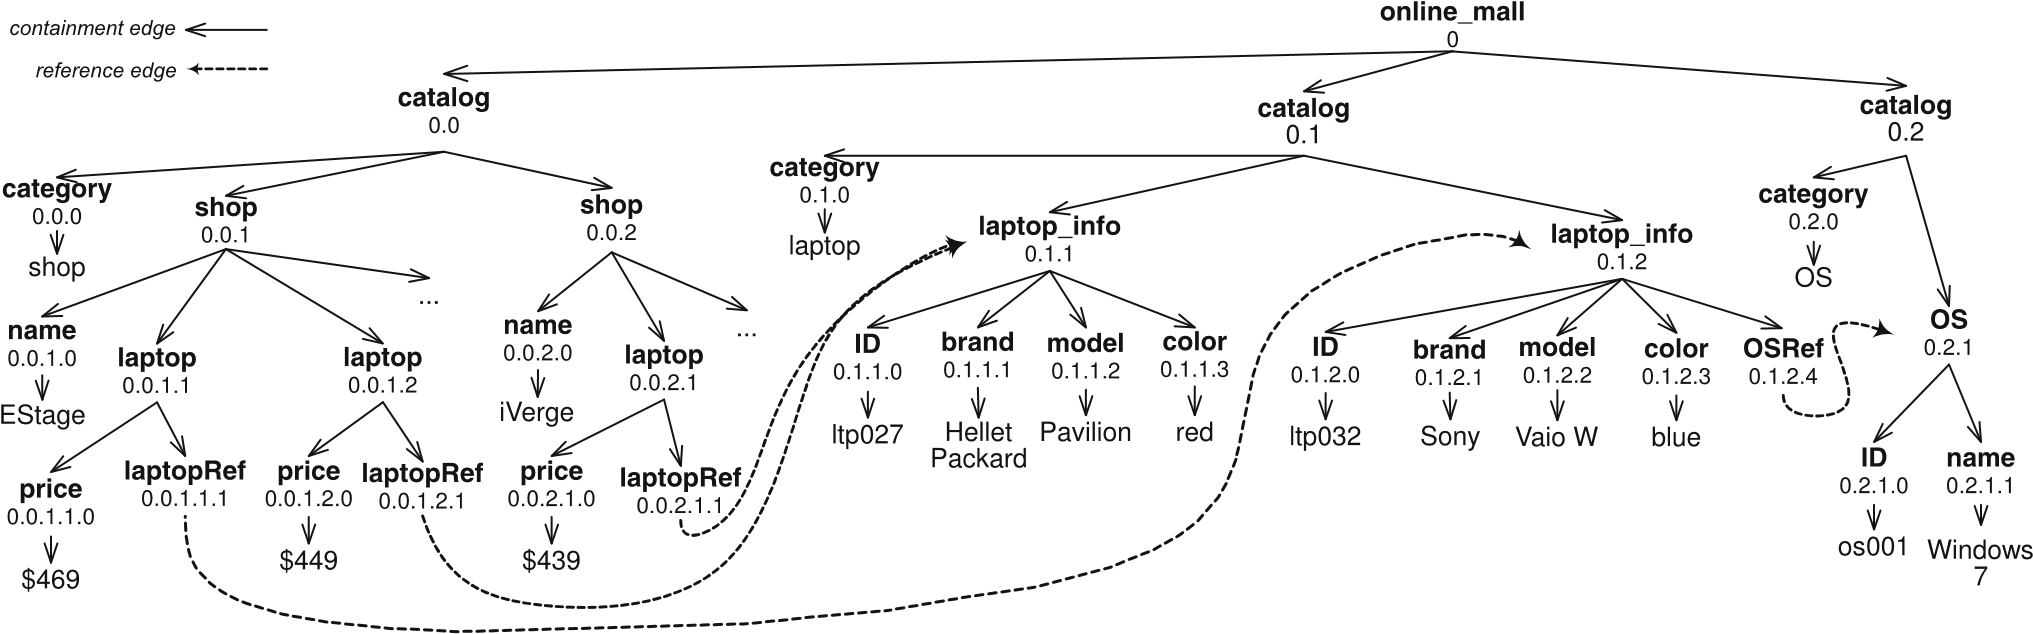 online_mall
0
containment edge
reference edge
catalog
0.0
catalog
0.1
catalog
0.2
category
0.0.0
shop
shop
0.0.1
shop
0.0.2
category
0.1.0
laptop
laptop_info
0.1.1
laptop_info
0.1.2
category
0.2.0
OS
...
...
name
0.0.1.0
EStage
laptop
0.0.1.1
laptop
0.0.1.2
name
0.0.2.0
iVerge
laptop
0.0.2.1
ID
0.1.1.0
ltp027
brand
0.1.1.1
Hellet
Packard
model
0.1.1.2
Pavilion
color
0.1.1.3
red
ID
0.1.2.0
ltp032
brand
0.1.2.1
Sony
model
0.1.2.2
Vaio W
color
0.1.2.3
blue
OSRef
0.1.2.4
OS
0.2.1
price
0.0.1.1.0
$469
laptopRef
0.0.1.1.1
price
0.0.1.2.0
$449
laptopRef
0.0.1.2.1
price
0.0.2.1.0
$439
laptopRef
0.0.2.1.1
ID
0.2.1.0
os001
name
0.2.1.1
Windows
7